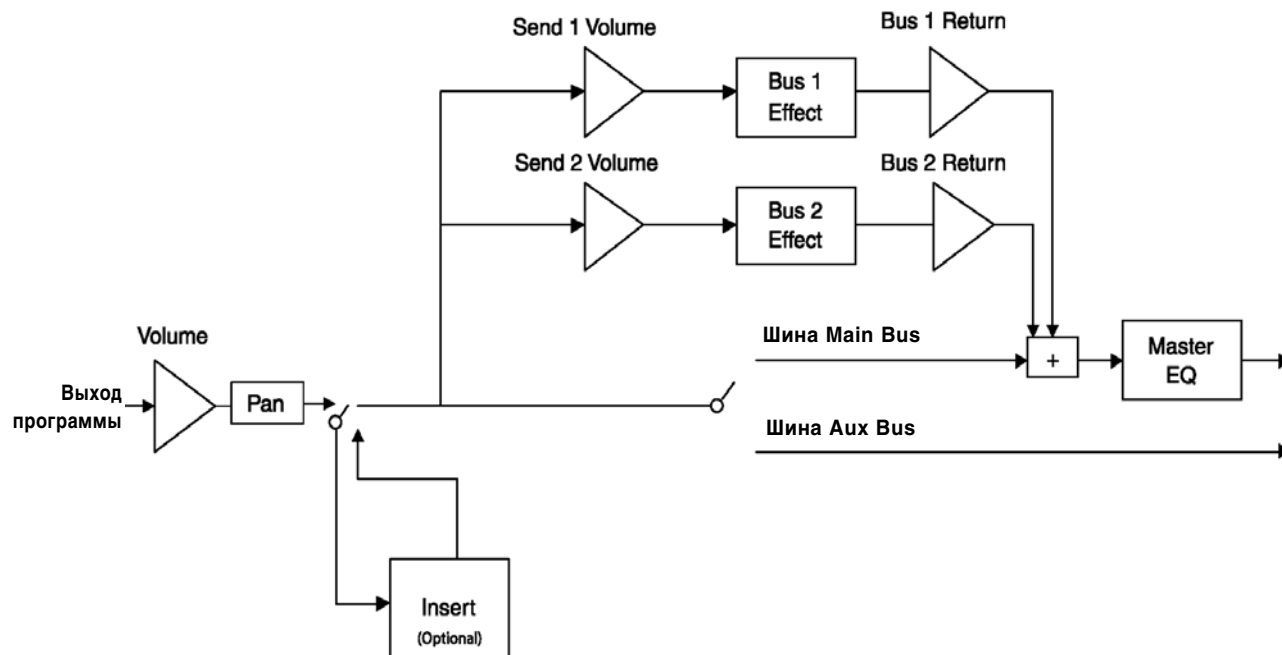 Send 1 Volume
Bus 1 Return
Bus 1
Effect
Send 2 Volume
Bus 2 Return
Bus 2
Effect
Volume
Шина Main Bus
Master
EQ
+
Выход
программы
Pan
Шина Aux Bus
Insert
(Optional)